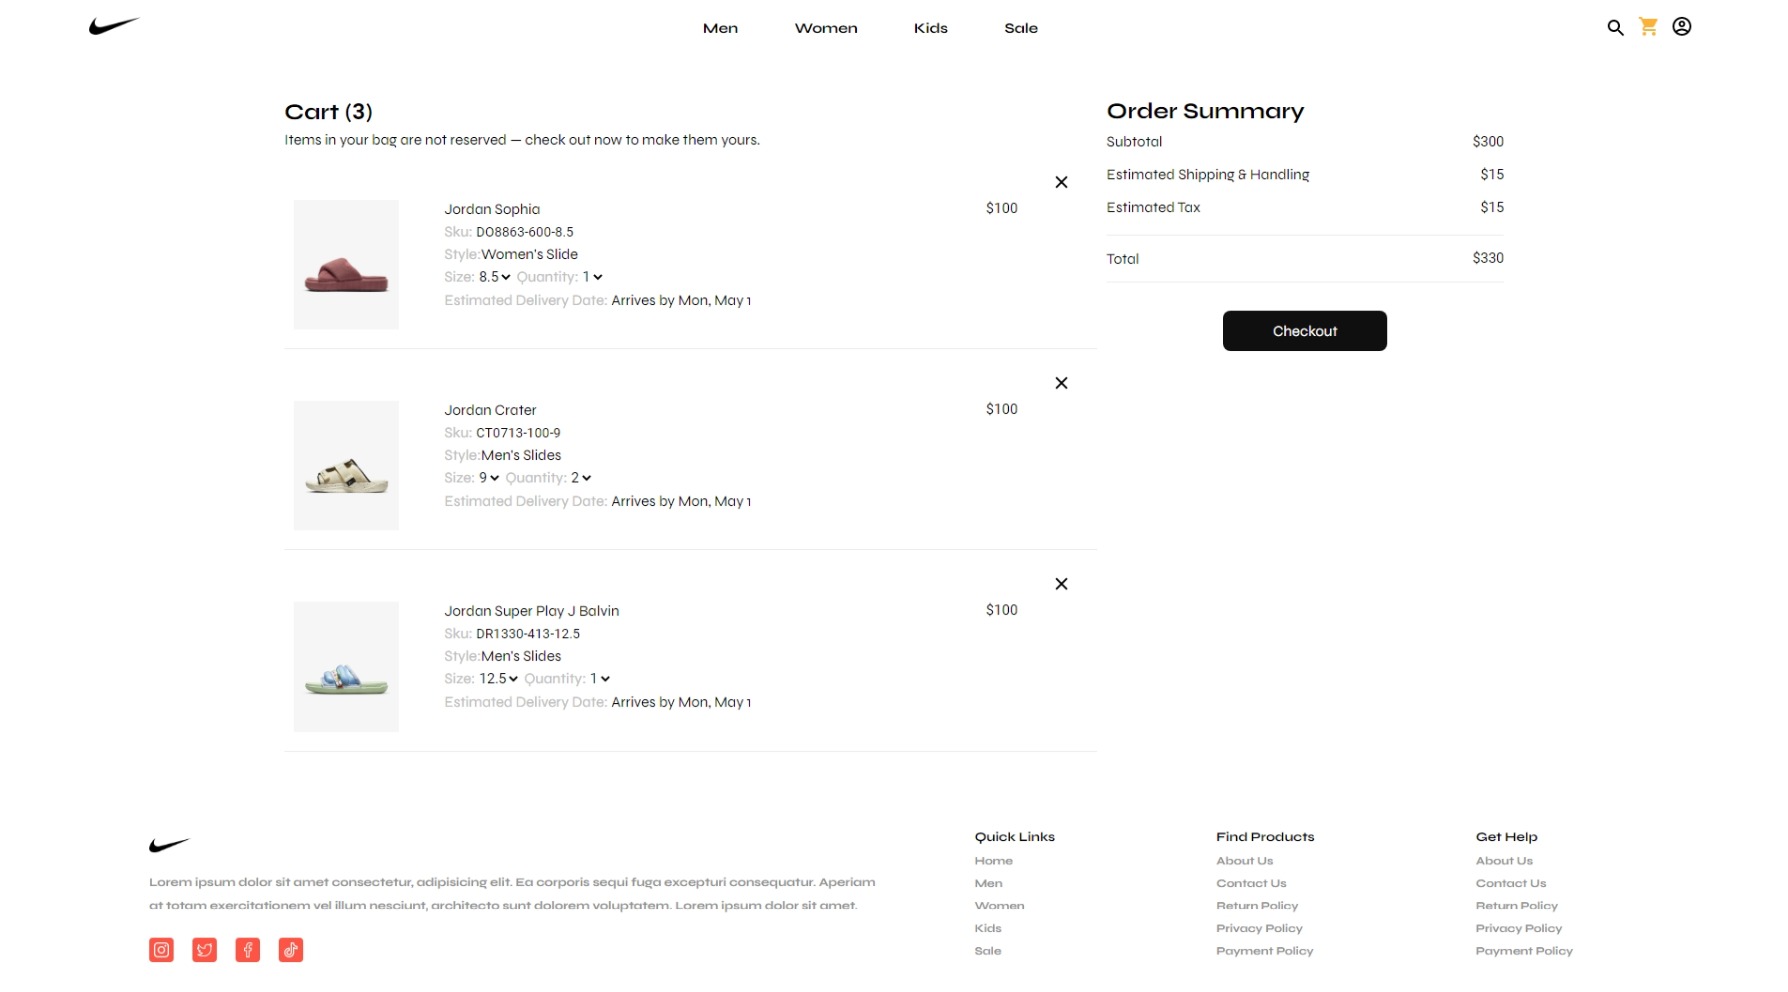 Men Women Kids Sale
Cart (3)
Items in your bag are not reserved — check out now to make them yours.
Jordan Sophia $100
Sku: DO8863-600-8.5
Style:Women's Slide
Size: 8.5 Quantity: 1
Estimated Delivery Date: Arrives by Mon, May 1
Jordan Crater $100
Sku: CT0713-100-9
Style:Men's Slides
Size: 9 Quantity: 2
Estimated Delivery Date: Arrives by Mon, May 1
Jordan Super Play J Balvin $100
Sku: DR1330-413-12.5
Style:Men's Slides
Size: 12.5 Quantity: 1
Estimated Delivery Date: Arrives by Mon, May 1
Order Summary
Subtotal $300
Estimated Shipping & Handling $15
Estimated Tax $15
Total $330
Checkout
Lorem ipsum dolor sit amet consectetur, adipisicing elit. Ea corporis sequi fuga excepturi consequatur. Aperiam
at totam exercitationem vel illum nesciunt, architecto sunt dolorem voluptatem. Lorem ipsum dolor sit amet.
Quick Links
Home
Men
Women
Kids
Sale
Find Products
About Us
Contact Us
Return Policy
Privacy Policy
Payment Policy
Get Help
About Us
Contact Us
Return Policy
Privacy Policy
Payment Policy